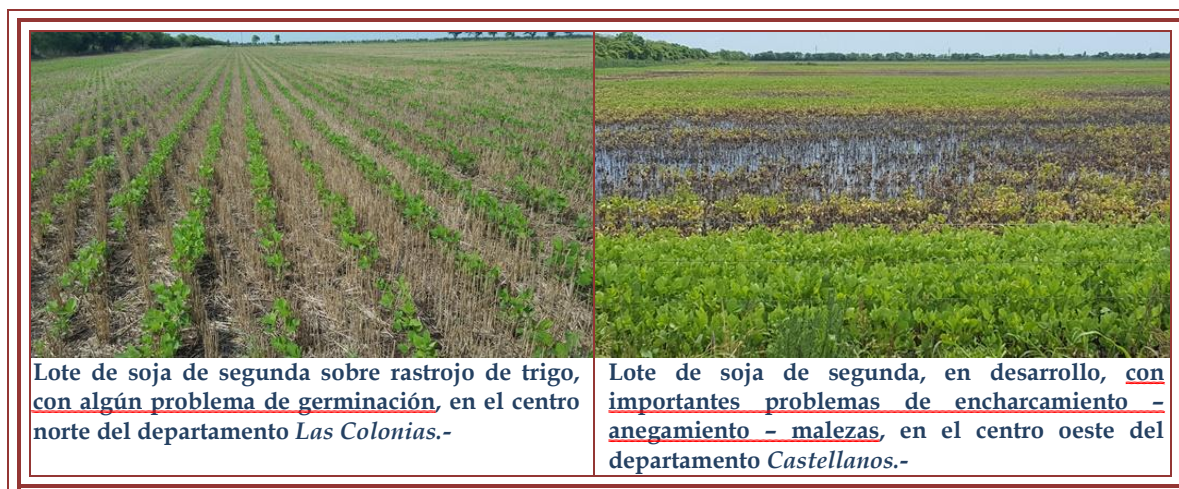 Lote de soja de segunda sobre rastrojo de trigo,
con algún problema de germinación, en el centro
norte del departamento Las Colonias.-
Lote de soja de segunda, en desarrollo, con
importantes problemas de encharcamiento –
anegamiento – malezas, en el centro oeste del
departamento Castellanos.-